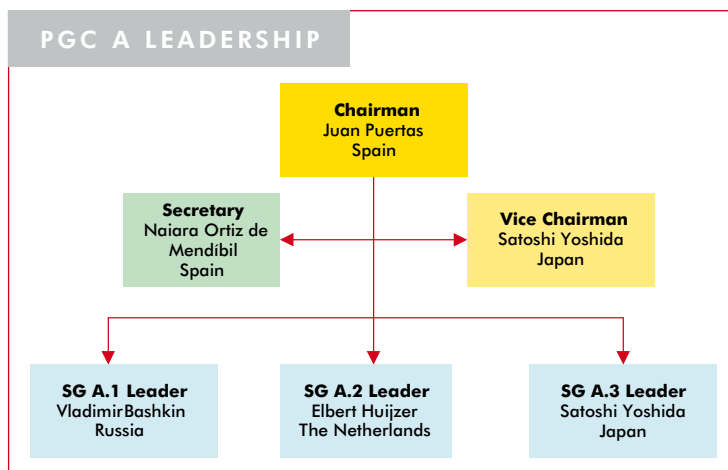 PGC A LEADERSHIP
Chairman
Juan Puertas
Spain
Secretary
Naiara Ortiz de
Mendíbil
Spain
Vice Chairman
Satoshi Yoshida
Japan
SG A.1 Leader
VladimirBashkin
Russia
SG A.2 Leader
Elbert Huijzer
The Netherlands
SG A.3 Leader
Satoshi Yoshida
Japan